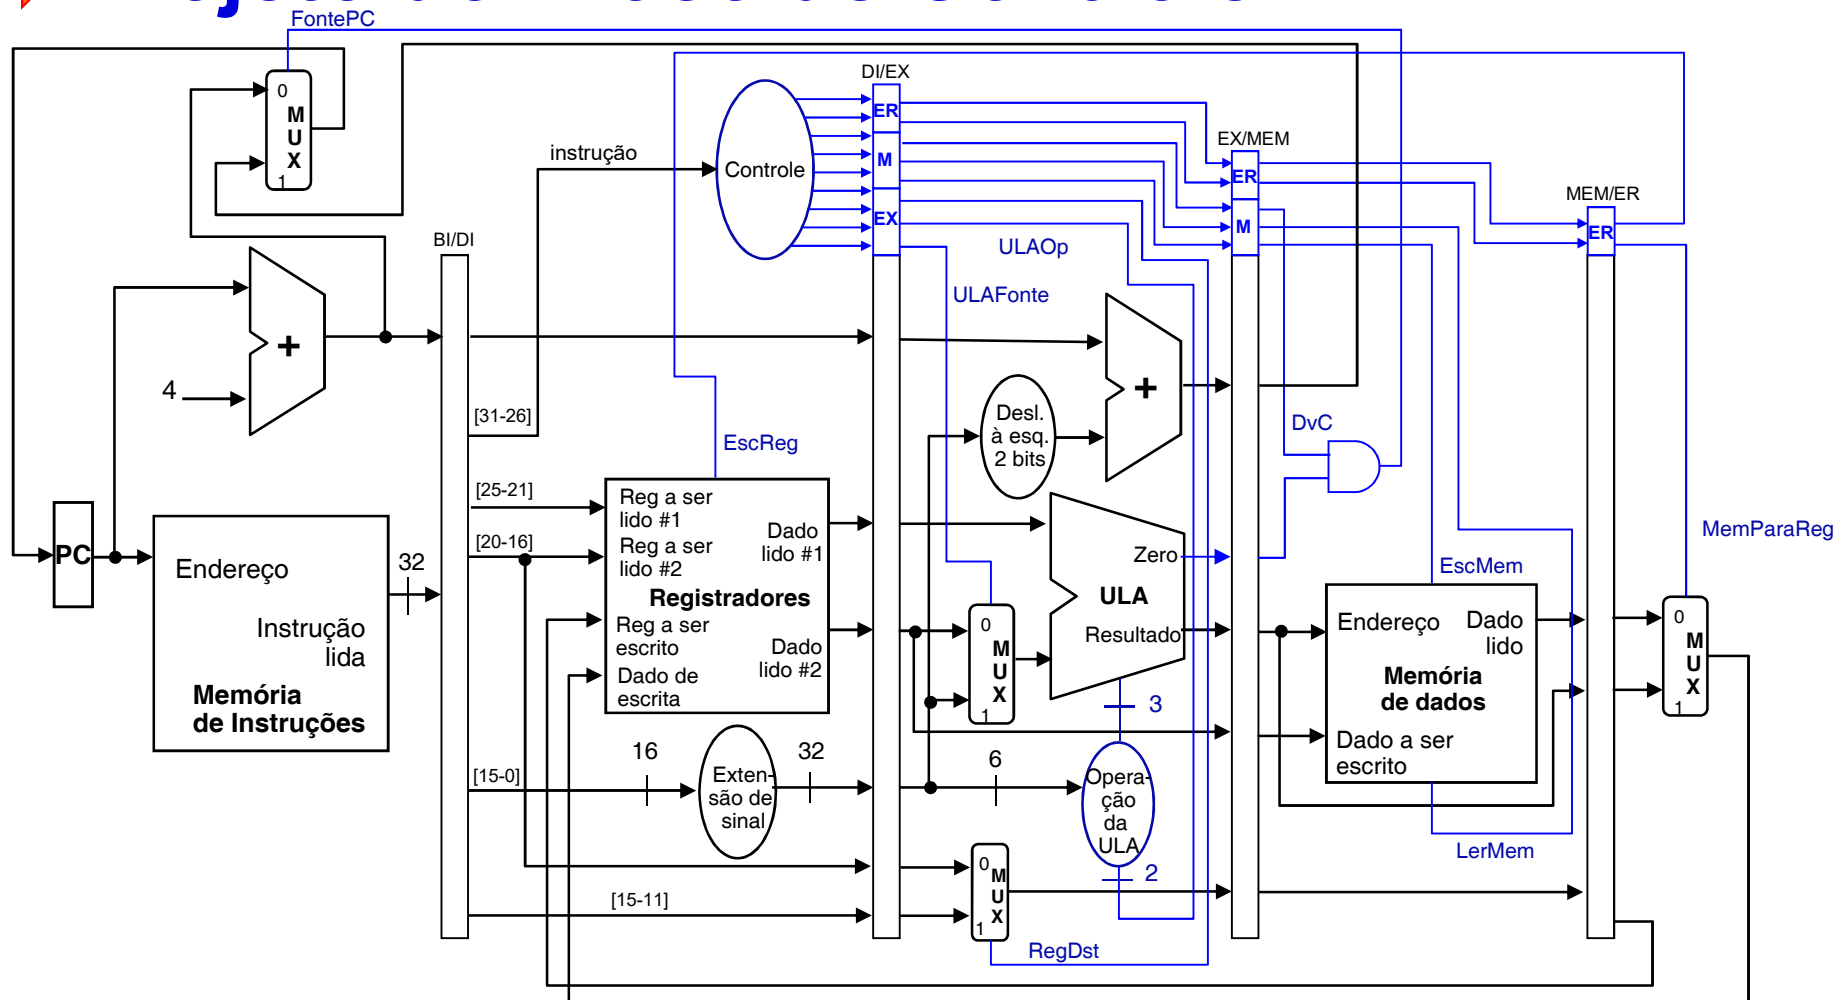 FontePC
0
M
U
X
1
DI/EX
ER
M
EX
EX/MEM
ER
M
MEM/ER
ER
instrução
Controle
BI/DI
ULAOp
ULAFonte
+
4
+
[31-26]
EscReg
Desl.
à esq.
2 bits
DvC
[25-21]
[20-16]
Reg a ser
lido #1
Reg a ser
lido #2
Registradores
Reg a ser
escrito
Dado de
escrita
Dado
lido #1
Dado
lido #2
PC
Endereço
Instrução
lida
Memória
de Instruções
32
0
M
U
X
1
Zero
ULA
Resultado
3
EscMem
Endereço
Dado
lido
Memória
de dados
Dado a ser
escrito
LerMem
MemParaReg
0
M
U
X
1
[15-0]
16
Exten-
são de
sinal
32
6
Opera-
ção
da
ULA
2
[15-11]
0
M
U
X
1
RegDst